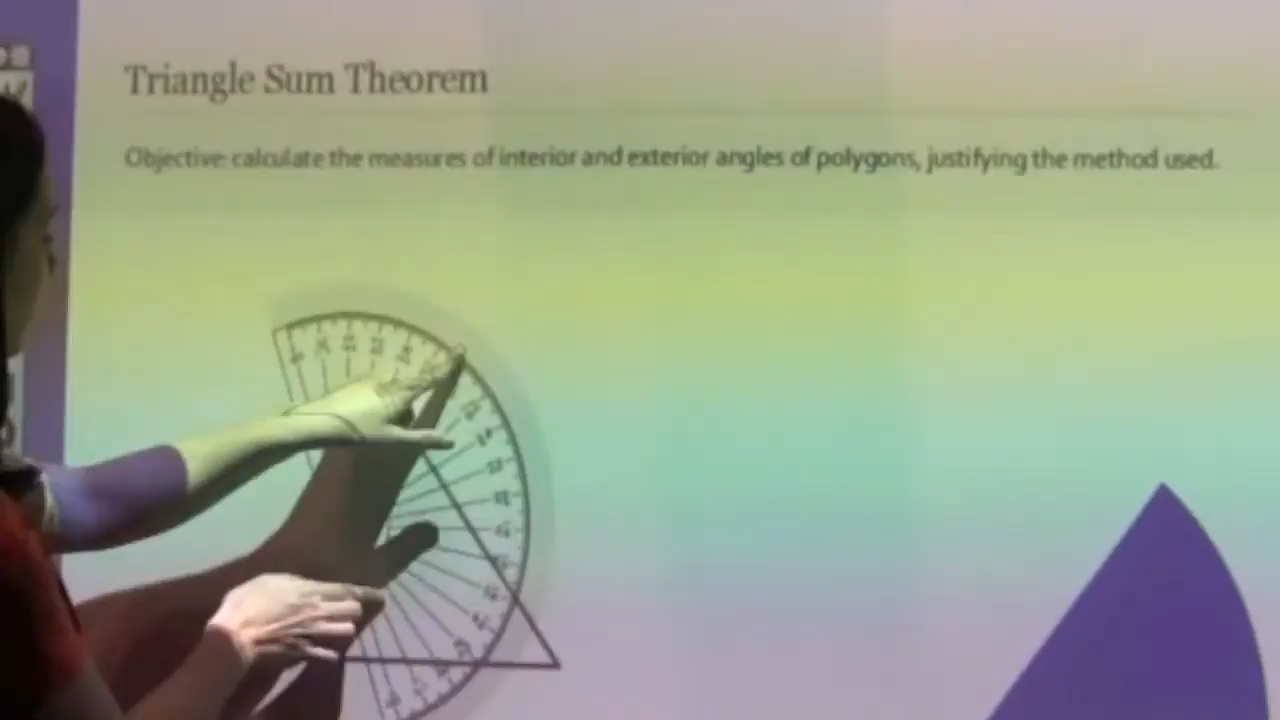 Triangle Sum Theorem
Objective: calculate the measures of interior and exterior angles of polygons, justifying the method used.